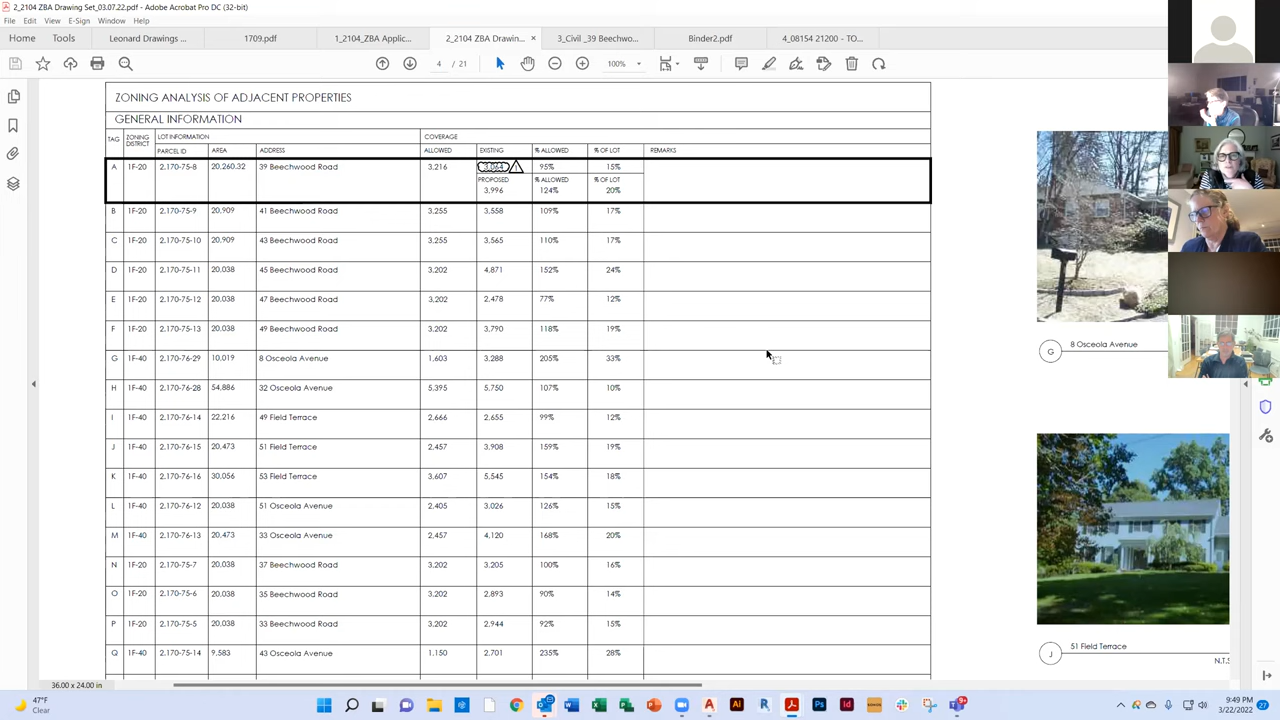 2_2104 ZBA Drawing Set_03.07.22.pdf - Adobe Acrobat Pro DC (32-bit)
File Edit View E-Sign Window Help
Home Tools Leonard Drawings ... 1709.pdf 1_2104_ZBA Applic... 2_2104 ZBA Drawin... × 3_Civil _39 Beechwo... Binder2.pdf 4_08154 21200 - TO...
4 / 2 100%
ZONING ANALYSIS OF ADJACENT PROPERTIES
GENERAL INFORMATION
TAG ZONING DISTRICT LOT INFORMATION COVERAGE
PARCEL ID AREA ADDRESS ALLOWED EXISTING % ALLOWED % OF LOT REMARKS
A 1F-20 2.170-75-8 20,260.32 39 Beechwood Road 3,216 3,064 95% 15%
PROPOSED % ALLOWED % OF LOT
3,996 124% 20%
B 1F-20 2.170-75-9 20,909 41 Beechwood Road 3,255 3,558 109% 17%
C 1F-20 2.170-75-10 20,909 43 Beechwood Road 3,255 3,565 110% 17%
D 1F-20 2.170-75-11 20,038 45 Beechwood Road 3,202 4,871 152% 24%
E 1F-20 2.170-75-12 20,038 47 Beechwood Road 3,202 2,478 77% 12%
F 1F-20 2.170-75-13 20,038 49 Beechwood Road 3,202 3,790 118% 19%
G 1F-40 2.170-76-29 10,019 8 Osceola Avenue 1,603 3,288 205% 33%
H 1F-40 2.170-76-28 54,886 32 Osceola Avenue 5,395 5,750 107% 10%
I 1F-40 2.170-76-14 22,216 49 Field Terrace 2,666 2,655 99% 12%
J 1F-40 2.170-76-15 20,473 51 Field Terrace 2,457 3,908 159% 19%
K 1F-40 2.170-76-16 30,056 53 Field Terrace 3,607 5,545 154% 18%
L 1F-40 2.170-76-12 20,038 51 Osceola Avenue 2,405 3,026 126% 15%
M 1F-40 2.170-76-13 20,473 33 Osceola Avenue 2,457 4,120 168% 20%
N 1F-20 2.170-75-7 20,038 37 Beechwood Road 3,202 3,205 100% 16%
O 1F-20 2.170-75-6 20,038 35 Beechwood Road 3,202 2,893 90% 14%
P 1F-20 2.170-75-5 20,038 33 Beechwood Road 3,202 2,944 92% 15%
Q 1F-40 2.170-75-14 9,583 43 Osceola Avenue 1,150 2,701 235% 28%
G 8 Osceola Avenue
J 51 Field Terrace
N.T.S
36.00 x 24.00 in
47°F
Clear
9:49 PM
3/22/2022
27